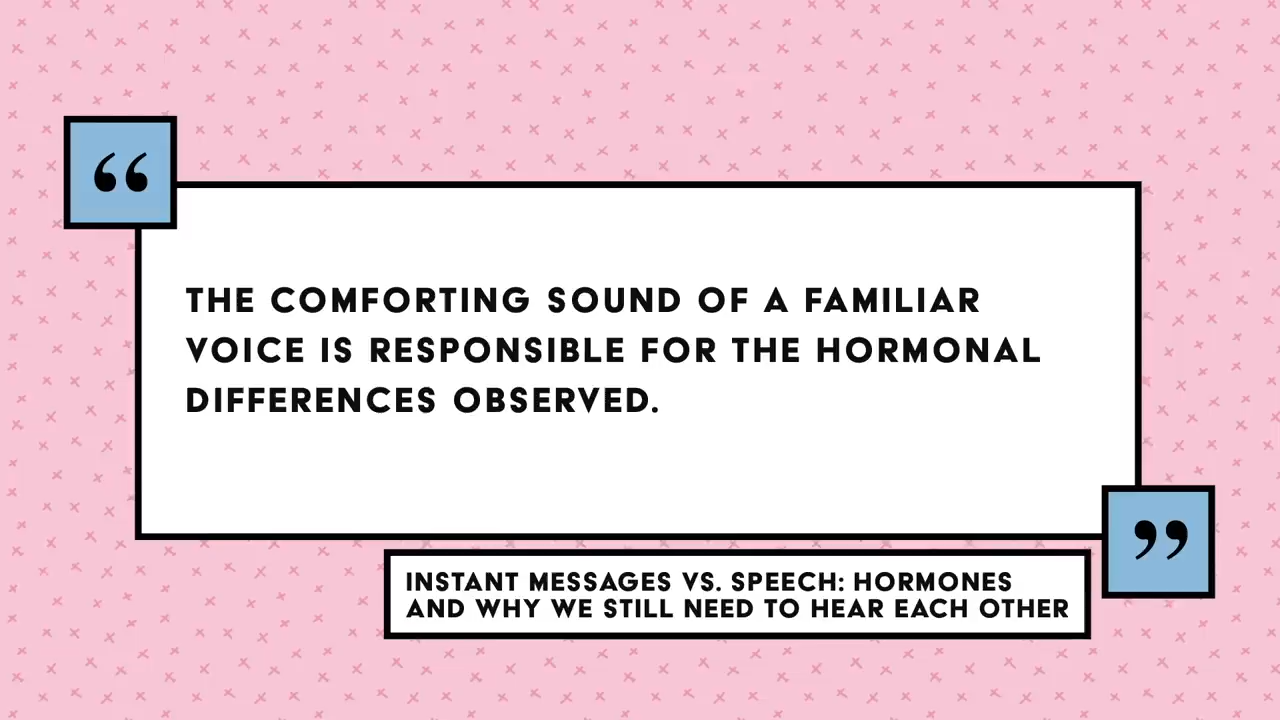 “
THE COMFORTING SOUND OF A FAMILIAR
VOICE IS RESPONSIBLE FOR THE HORMONAL
DIFFERENCES OBSERVED.
”
INSTANT MESSAGES VS. SPEECH: HORMONES
AND WHY WE STILL NEED TO HEAR EACH OTHER